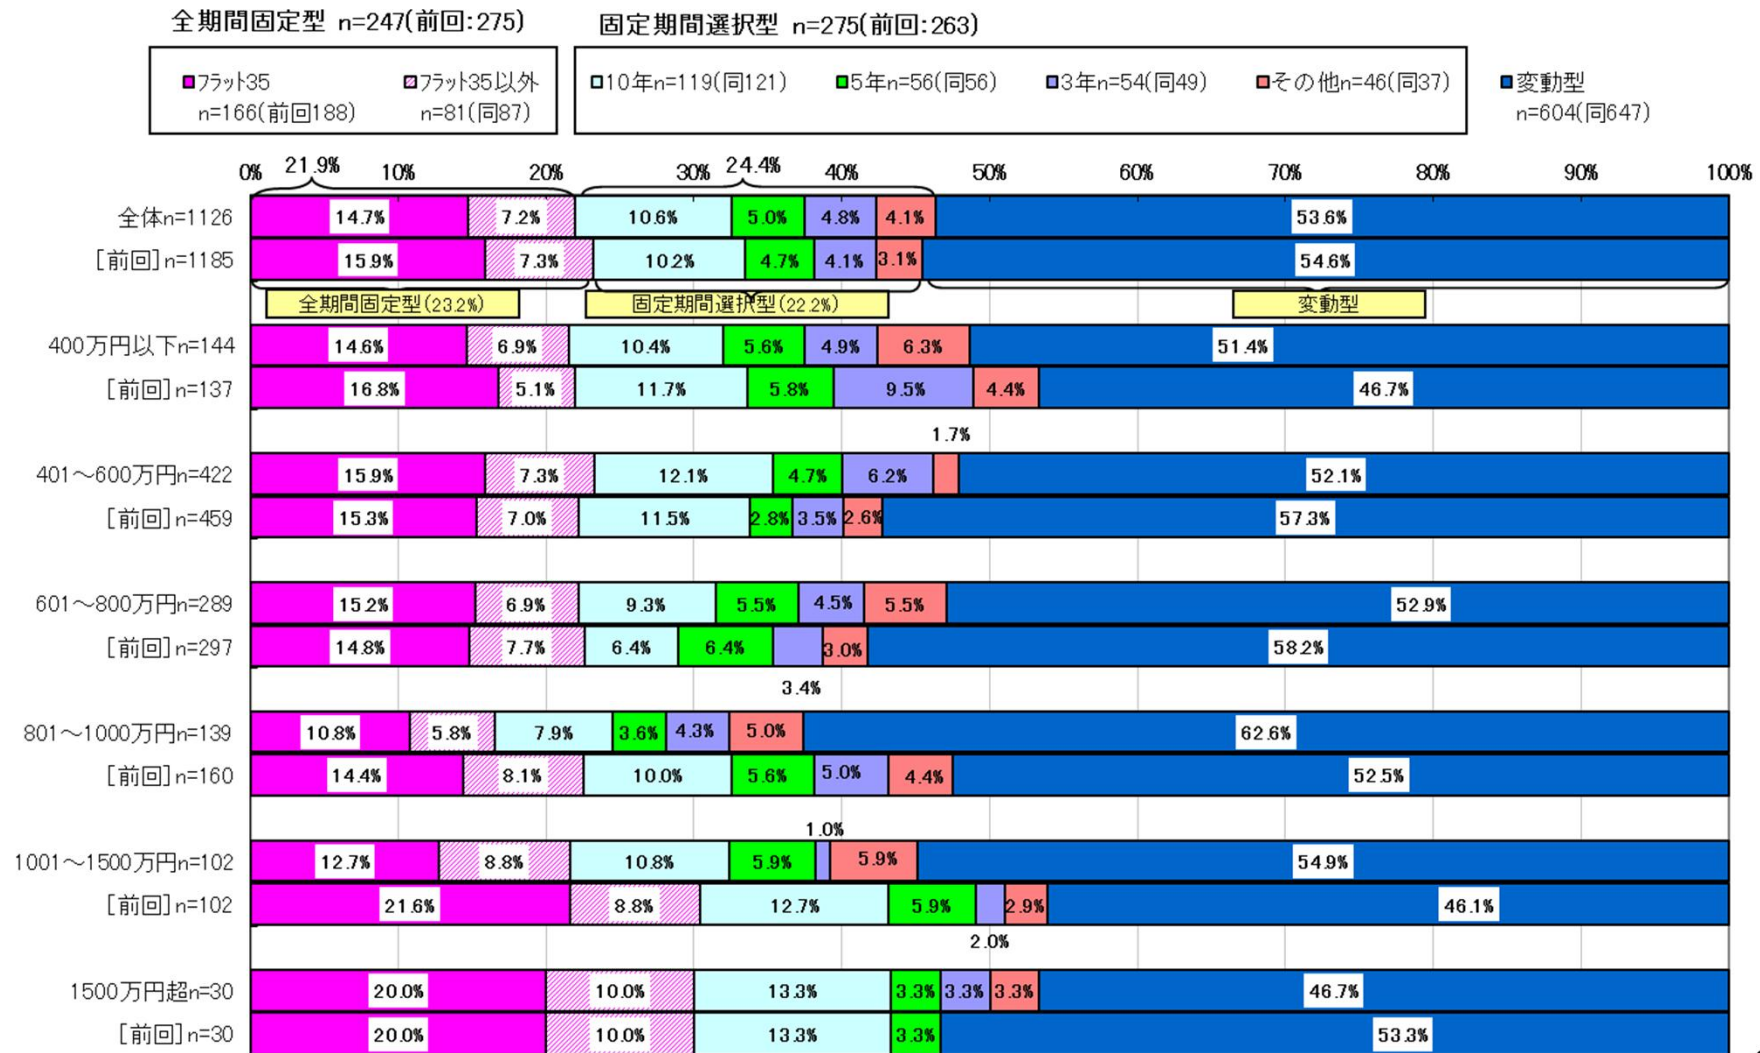 全期間固定型 n=247(前回:275) 固定期間選択型 n=275(前回:263)
フラット35 フラット35以外 10年n=119(同121) 5年n=56(同56) 3年n=54(同49) その他n=46(同37) 変動型
n=166(前回188) n=81(同87) n=604(同647)
21.9% 24.4%
0% 10% 20% 30% 40% 50% 60% 70% 80% 90% 100%
全体n=1126 14.7% 7.2% 10.6% 5.0% 4.8% 4.1% 53.6%
[前回]n=1185 15.9% 7.3% 10.2% 4.7% 4.1% 3.1% 54.6%
全期間固定型(23.2%) 固定期間選択型(22.2%) 変動型
400万円以下n=144 14.6% 6.9% 10.4% 5.6% 4.9% 6.3% 51.4%
[前回]n=137 16.8% 5.1% 11.7% 5.8% 9.5% 4.4% 46.7%
1.7%
401～600万円n=422 15.9% 7.3% 12.1% 4.7% 6.2% 52.1%
[前回]n=459 15.3% 7.0% 11.5% 2.8% 3.5% 2.6% 57.3%
601～800万円n=289 15.2% 6.9% 9.3% 5.5% 4.5% 5.5% 52.9%
[前回]n=297 14.8% 7.7% 6.4% 6.4% 3.0% 58.2%
3.4%
801～1000万円n=139 10.8% 5.8% 7.9% 3.6% 4.3% 5.0% 62.6%
[前回]n=160 14.4% 8.1% 10.0% 5.6% 5.0% 4.4% 52.5%
1.0%
1001～1500万円n=102 12.7% 8.8% 10.8% 5.9% 5.9% 54.9%
[前回]n=102 21.6% 8.8% 12.7% 5.9% 2.9% 46.1%
2.0%
1500万円超n=30 20.0% 10.0% 13.3% 3.3% 3.3% 3.3% 46.7%
[前回]n=30 20.0% 10.0% 13.3% 3.3% 53.3%